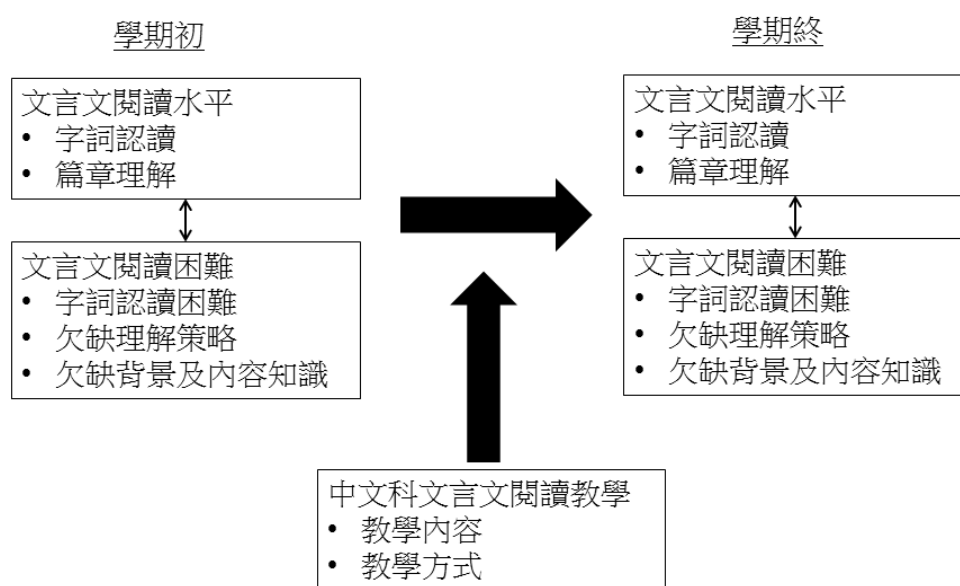 學期初
文言文閱讀水平
• 字詞認讀
• 篇章理解
文言文閱讀困難
• 字詞認讀困難
• 欠缺理解策略
• 欠缺背景及內容知識
學期終
文言文閱讀水平
• 字詞認讀
• 篇章理解
文言文閱讀困難
• 字詞認讀困難
• 欠缺理解策略
• 欠缺背景及內容知識
中文科文言文閱讀教學
• 教學內容
• 教學方式